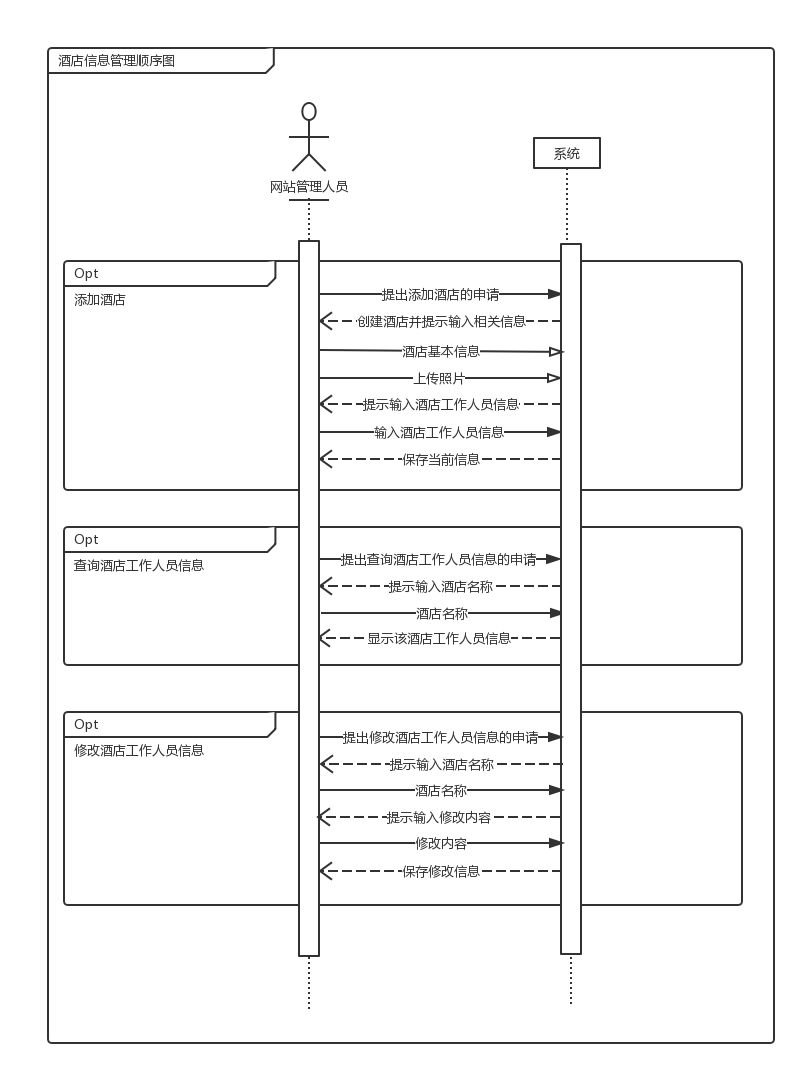 酒店信息管理顺序图
系统
网站管理人员
Opt
添加酒店
提出添加酒店的申请
创建酒店并提示输入相关信息
酒店基本信息
上传照片
提示输入酒店工作人员信息
输入酒店工作人员信息
保存当前信息
Opt
查询酒店工作人员信息
提出查询酒店工作人员信息的申请
提示输入酒店名称
酒店名称
显示该酒店工作人员信息
Opt
修改酒店工作人员信息
提出修改酒店工作人员信息的申请
提示输入酒店名称
酒店名称
提示输入修改内容
修改内容
保存修改信息